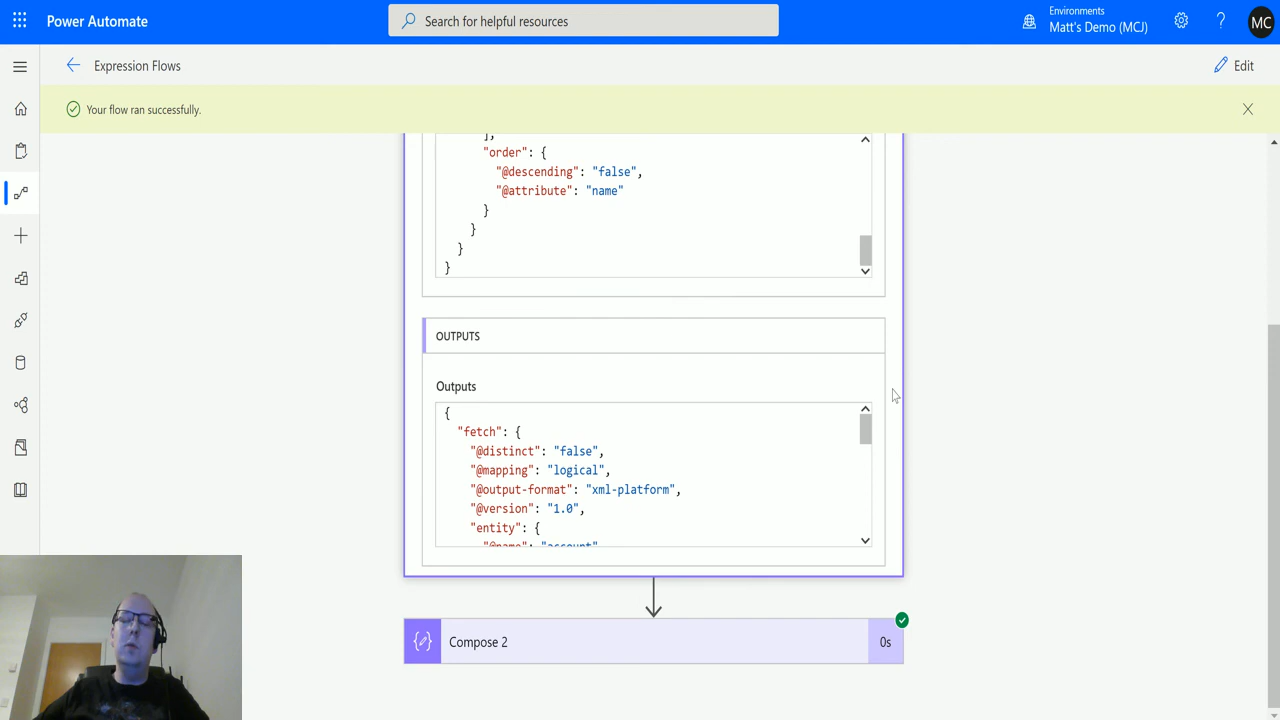 Power Automate
Search for helpful resources
Environments
Matt's Demo (MCJ)
?
MC
Expression Flows
Edit
Your flow ran successfully.
],
"order": {
"@descending": "false",
"@attribute": "name"
}
}
}
}
OUTPUTS
Outputs
{
"fetch": {
"@distinct": "false",
"@mapping": "logical",
"@output-format": "xml-platform",
"@version": "1.0",
"entity": {
"@name": "account"
Compose 2
0s